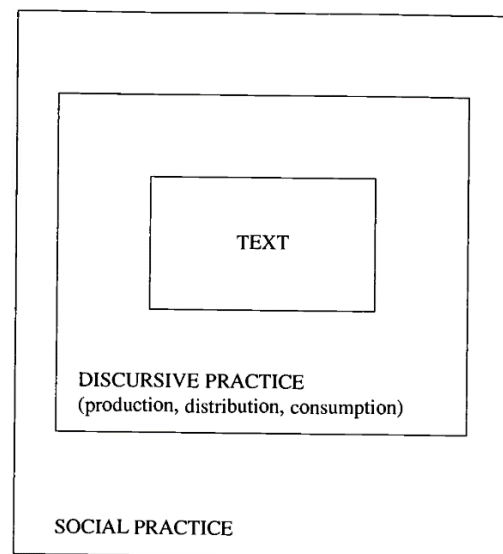 TEXT
DISCURSIVE PRACTICE
(production, distribution, consumption)
SOCIAL PRACTICE